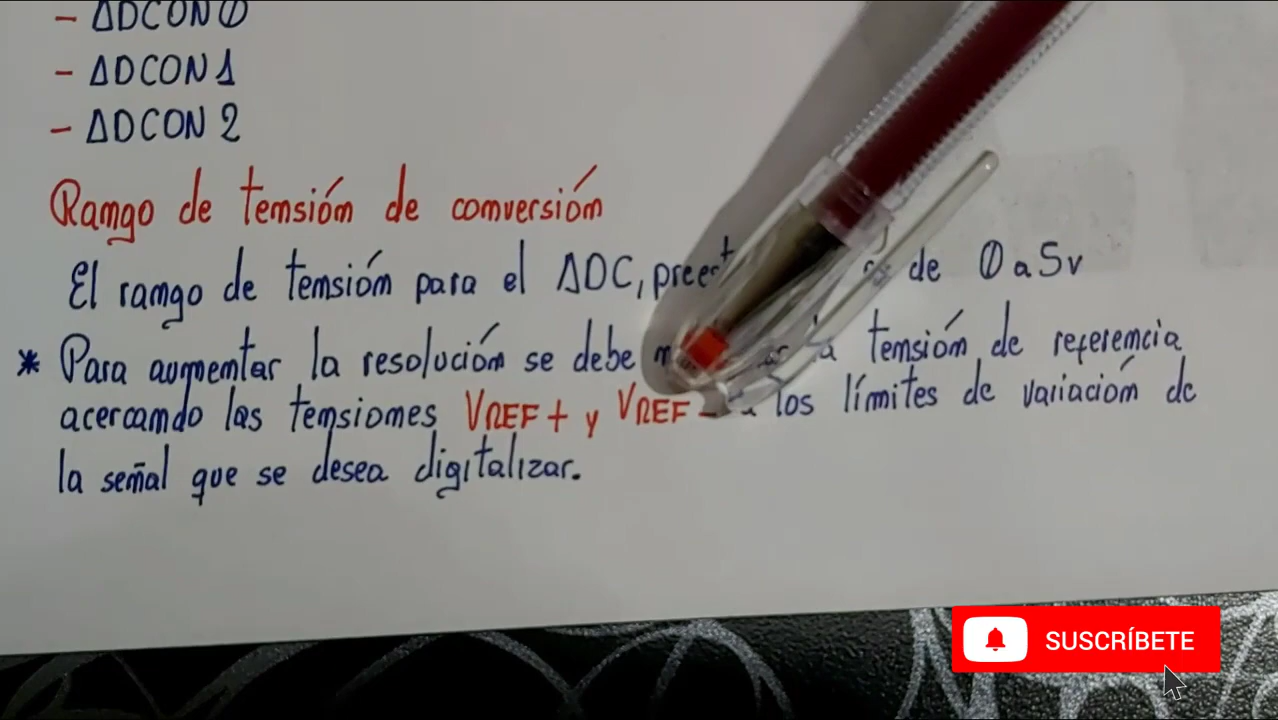 - ADCON0
- ADCON1
- ADCON 2
Rango de tensión de conversión
El rango de tensión para el ADC, de 0 a 5v
* Para aumentar la resolución se debe la tensión de referencia
acercando las tensiones VREF+ y VREF- a los límites de variación de
la señal que se desea digitalizar.
SUSCRÍBETE